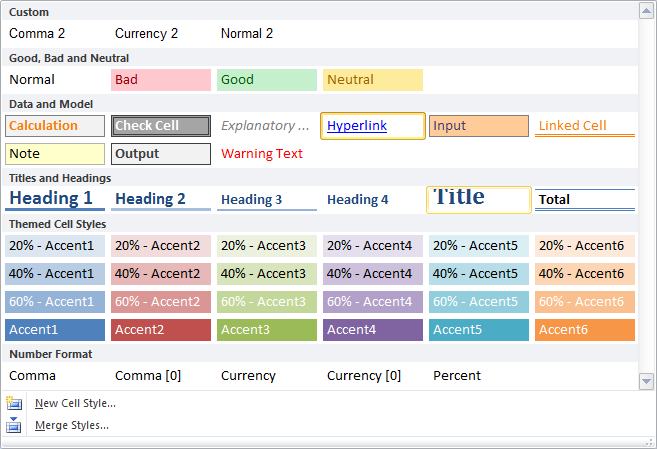 Custom
Comma 2 Currency 2 Normal 2
Good, Bad and Neutral
Normal Bad Good Neutral
Data and Model
Calculation Check Cell Explanatory ... Hyperlink Input Linked Cell
Note Output Warning Text
Titles and Headings
Heading 1 Heading 2 Heading 3 Heading 4 Title Total
Themed Cell Styles
20% - Accent1 20% - Accent2 20% - Accent3 20% - Accent4 20% - Accent5 20% - Accent6
40% - Accent1 40% - Accent2 40% - Accent3 40% - Accent4 40% - Accent5 40% - Accent6
60% - Accent1 60% - Accent2 60% - Accent3 60% - Accent4 60% - Accent5 60% - Accent6
Accent1 Accent2 Accent3 Accent4 Accent5 Accent6
Number Format
Comma Comma [0] Currency Currency [0] Percent
New Cell Style...
Merge Styles...